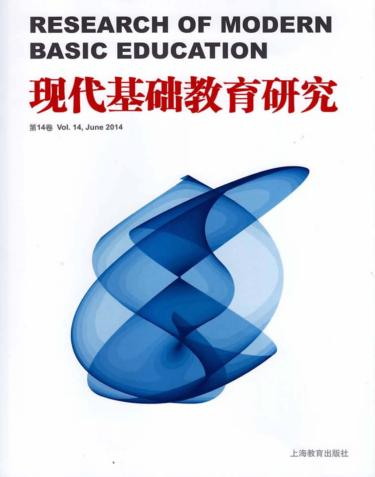 RESEARCH OF MODERN
BASIC EDUCATION
现代基础教育研究
第14卷 Vol. 14, June 2014
上海教育出版社